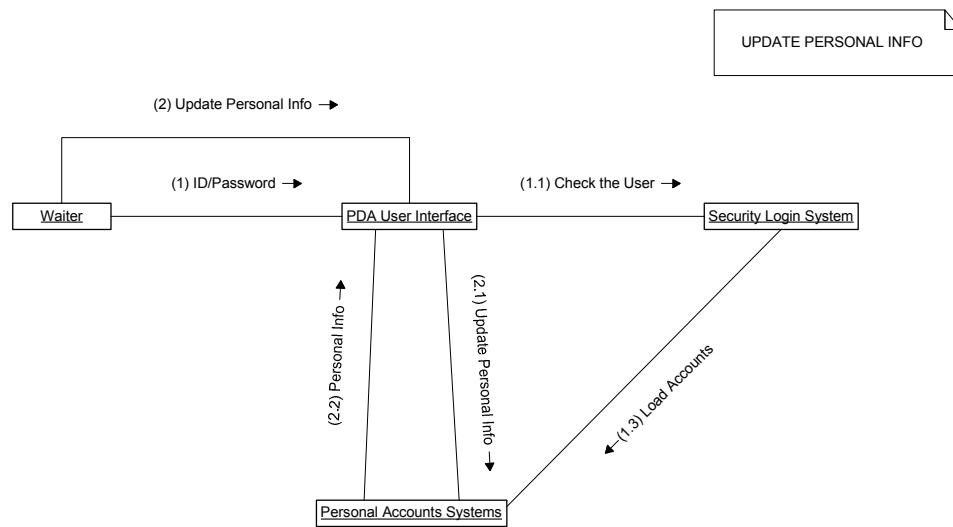 UPDATE PERSONAL INFO
(2) Update Personal Info
(1) ID/Password
(1.1) Check the User
Waiter
PDA User Interface
Security Login System
(2.2) Personal Info
(2.1) Update Personal Info
(1.3) Load Accounts
Personal Accounts Systems